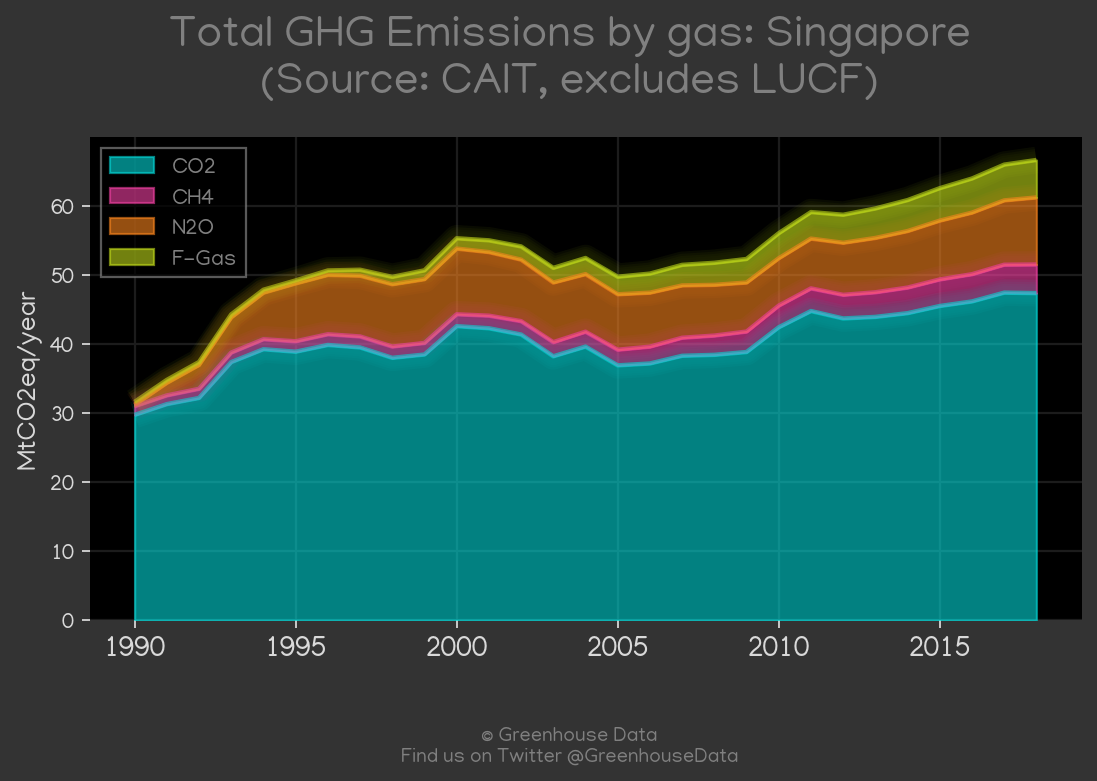 Total GHG Emissions by gas: Singapore
(Source: CAIT, excludes LUCF)
CO2
CH4
N2O
F-Gas
MtCO2eq/year
60
50
40
30
20
10
0
1990 1995 2000 2005 2010 2015
© Greenhouse Data
Find us on Twitter @GreenhouseData